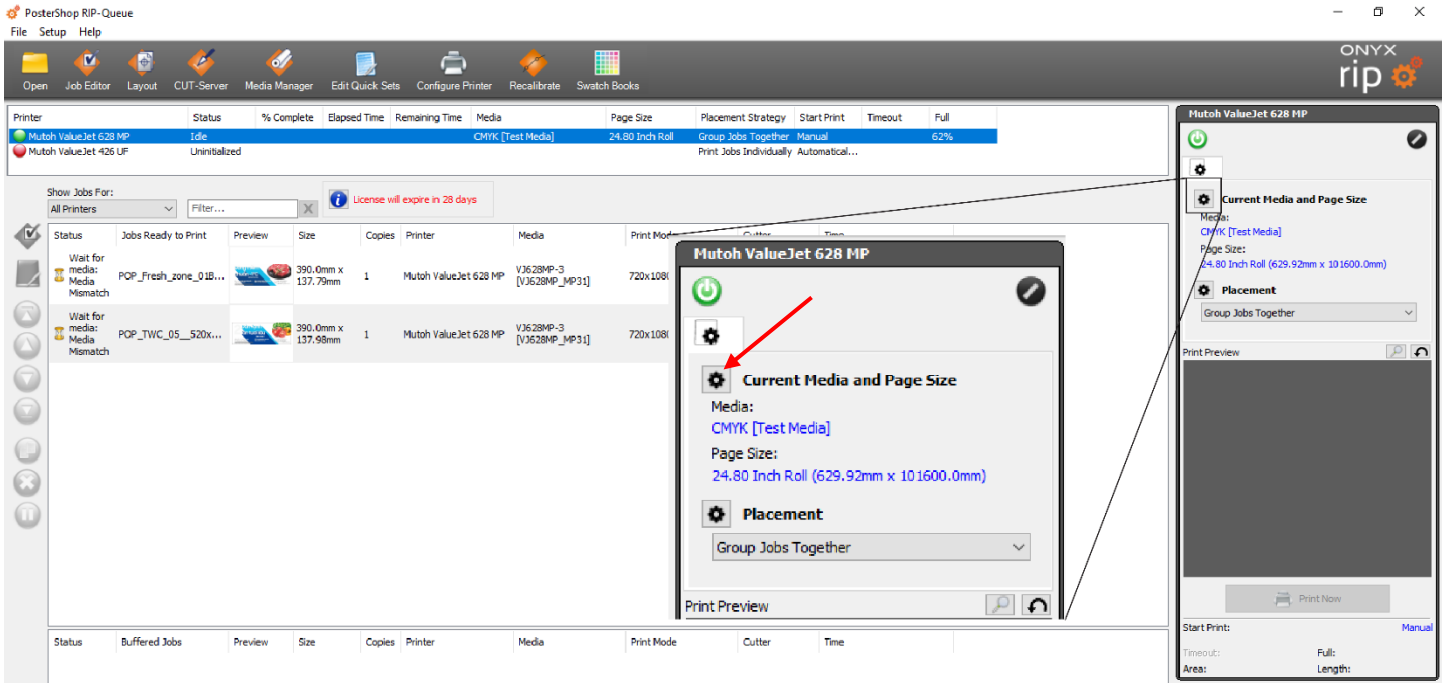 PosterShop RIP-Queue
File Setup Help
Open Job Editor Layout CUT-Server Media Manager Edit Quick Sets Configure Printer Recalibrate Swatch Books
ONYX
rip
Printer Status % Complete Elapsed Time Remaining Time Media Page Size Placement Strategy Start Print Timeout Full
Mutoh ValueJet 628 MP Idle CMYK [Test Media] 24.80 Inch Roll Group Jobs Together Manual 62%
Mutoh ValueJet 426 UF Uninitialized Print Jobs Individually Automatical...
Show Jobs For:
All Printers Filter... X License will expire in 28 days
Status Jobs Ready to Print Preview Size Copies Printer Media Print Mode Cutter Time
Wait for
media:
Media
Mismatch
POP_Fresh_zone_01B... 390.0mm x
137.79mm
1 Mutoh ValueJet 628 MP VJ628MP-3
[VJ628MP_MP31]
720x1080
Wait for
media:
Media
Mismatch
POP_TWC_05__520x... 390.0mm x
137.98mm
1 Mutoh ValueJet 628 MP VJ628MP-3
[VJ628MP_MP31]
720x1080
Mutoh ValueJet 628 MP
Current Media and Page Size
Media:
CMYK [Test Media]
Page Size:
24.80 Inch Roll (629.92mm x 101600.0mm)
Placement
Group Jobs Together
Print Preview
Status Buffered Jobs Preview Size Copies Printer Media Print Mode Cutter Time
Mutoh ValueJet 628 MP
Current Media and Page Size
Media:
CMYK [Test Media]
Page Size:
24.80 Inch Roll (629.92mm x 101600.0mm)
Placement
Group Jobs Together
Print Preview
Print Now
Start Print: Manual
Timeout: Full:
Area: Length: